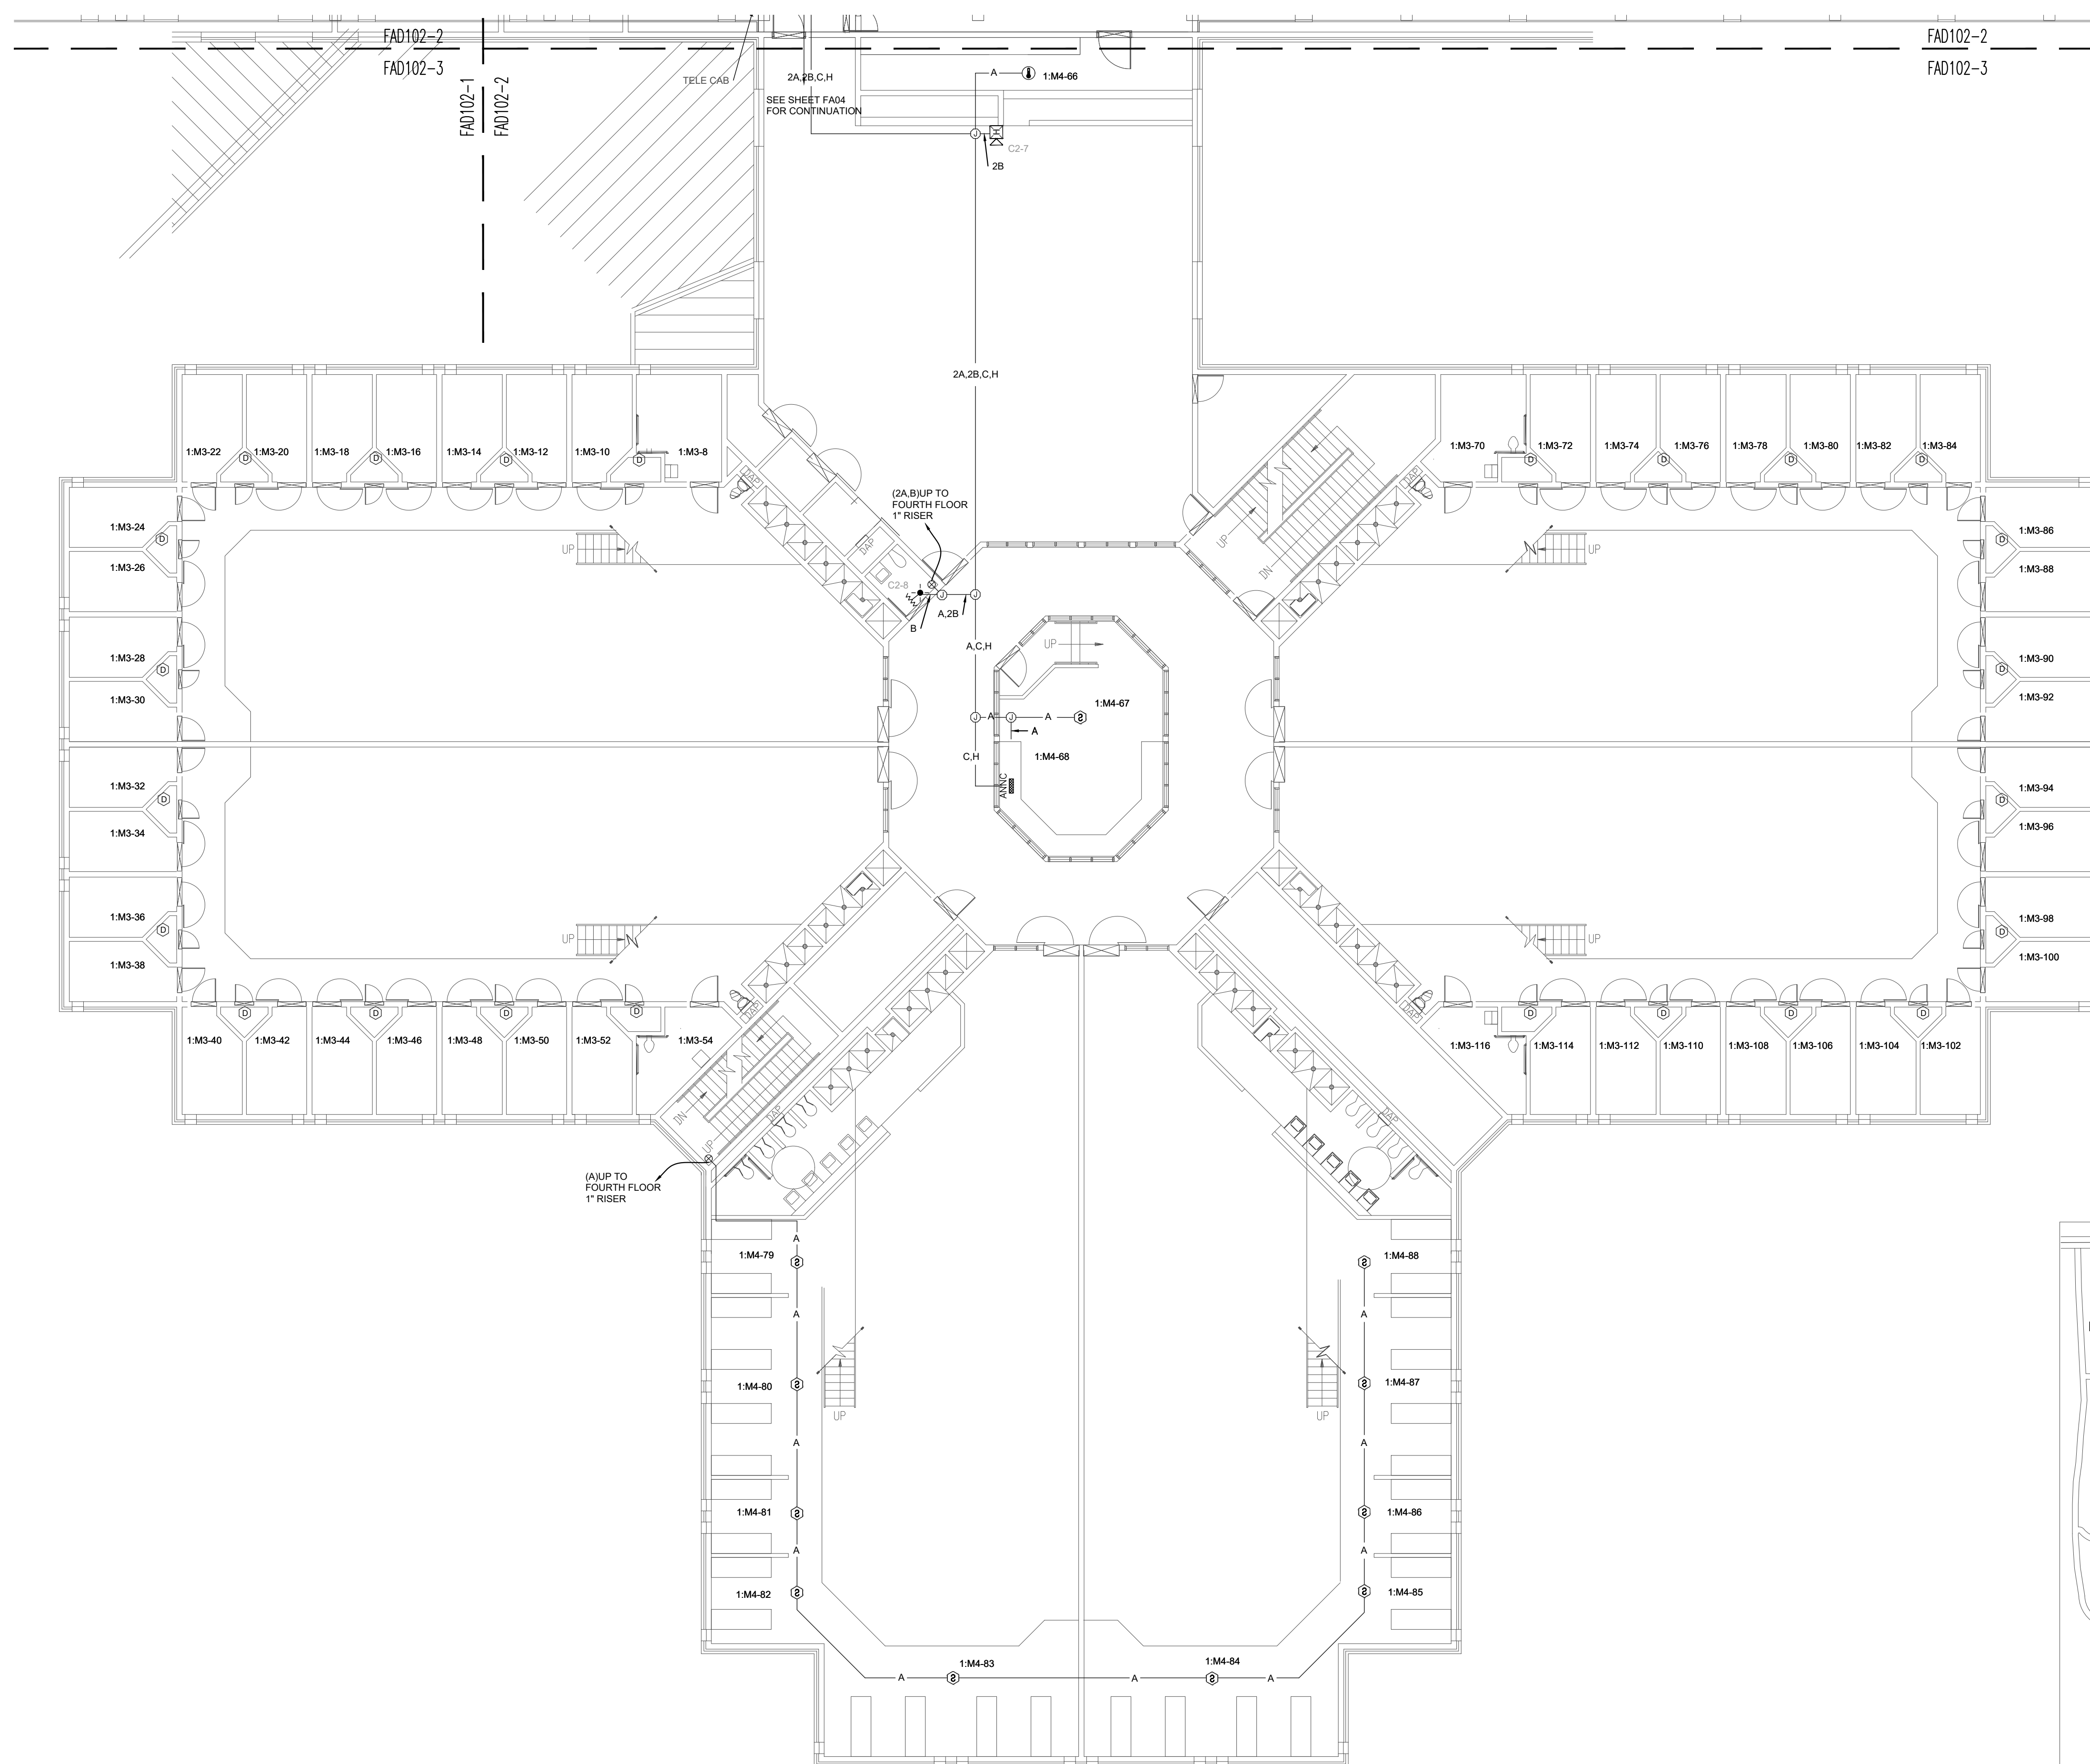 FAD102-2
FAD102-3
FAD102-1
FAD102-2
TELE CAB
2A,2B,C,H
SEE SHEET FA04
FOR CONTINUATION
A
1:M4-66
C2-7
2B
FAD102-2
FAD102-3
2A,2B,C,H
1:M3-22
1:M3-20
1:M3-18
1:M3-16
1:M3-14
1:M3-12
1:M3-10
1:M3-8
D
D
D
D
DAP
1:M3-70
1:M3-72
1:M3-74
1:M3-76
1:M3-78
1:M3-80
1:M3-82
1:M3-84
D
D
D
D
DAP
(2A,B)UP TO
FOURTH FLOOR
1" RISER
1:M3-24
D
1:M3-26
UP
DAP
UP
DN
UP
1:M3-86
D
1:M3-88
C2-8
J
J
A,2B
B
A,C,H
UP
1:M3-28
D
1:M3-30
1:M3-90
D
1:M3-92
1:M4-67
J
A
J
A
S
A
C,H
1:M4-68
ANNC
1:M3-32
D
1:M3-34
1:M3-94
D
1:M3-96
1:M3-36
D
1:M3-38
UP
UP
1:M3-98
D
1:M3-100
D
D
D
D
DAP
1:M3-40
1:M3-42
1:M3-44
1:M3-46
1:M3-48
1:M3-50
1:M3-52
1:M3-54
DAP
D
D
D
D
1:M3-116
1:M3-114
1:M3-112
1:M3-110
1:M3-108
1:M3-106
1:M3-104
1:M3-102
DN
UP
DAP
DAP
(A)UP TO
FOURTH FLOOR
1" RISER
A
1:M4-79
S
S
1:M4-88
A
A
1:M4-80
S
S
1:M4-87
UP
UP
A
A
1:M4-81
S
S
1:M4-86
A
A
1:M4-82
S
S
1:M4-85
1:M4-83
1:M4-84
A
S
A
S
A
J